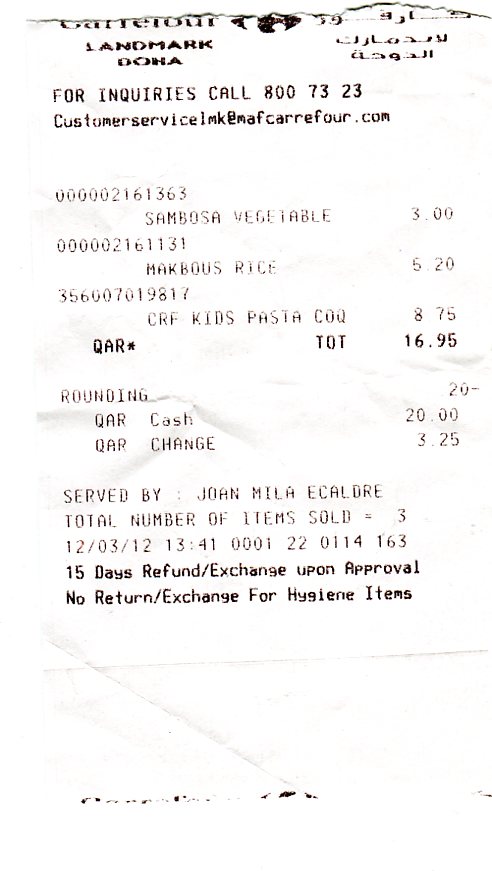 Carrefour كارفور
LANDMARK لاندمارك
DOHA الدوحة
FOR INQUIRIES CALL 800 73 23
Customerservicelmk@mafcarrefour.com
000002161363
SAMBOSA VEGETABLE 3.00
000002161131
MAKBOUS RICE 5.20
356007019817
CRF KIDS PASTA COQ 8 75
QAR* TOT 16.95
ROUNDING 20-
QAR Cash 20.00
QAR CHANGE 3.25
SERVED BY : JOAN MILA ECALDRE
TOTAL NUMBER OF ITEMS SOLD = 3
12/03/12 13:41 0001 22 0114 163
15 Days Refund/Exchange upon Approval
No Return/Exchange For Hygiene Items